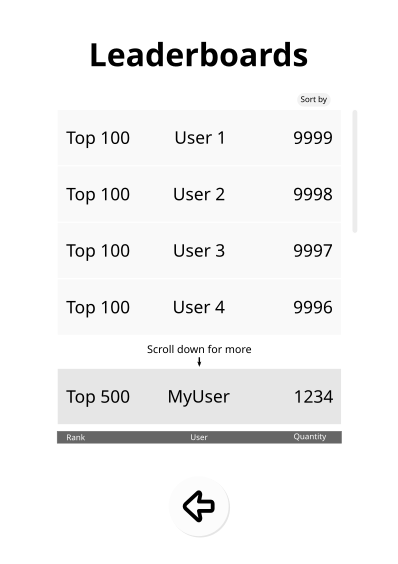 Leaderboards
Sort by
Top 100 User 1 9999
Top 100 User 2 9998
Top 100 User 3 9997
Top 100 User 4 9996
Scroll down for more
Top 500 MyUser 1234
Rank User Quantity